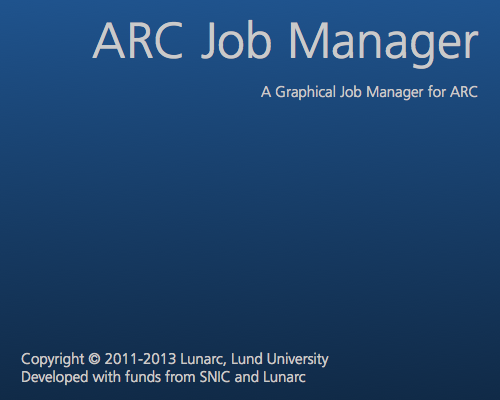 ARC Job Manager
A Graphical Job Manager for ARC
Copyright © 2011-2013 Lunarc, Lund University
Developed with funds from SNIC and Lunarc